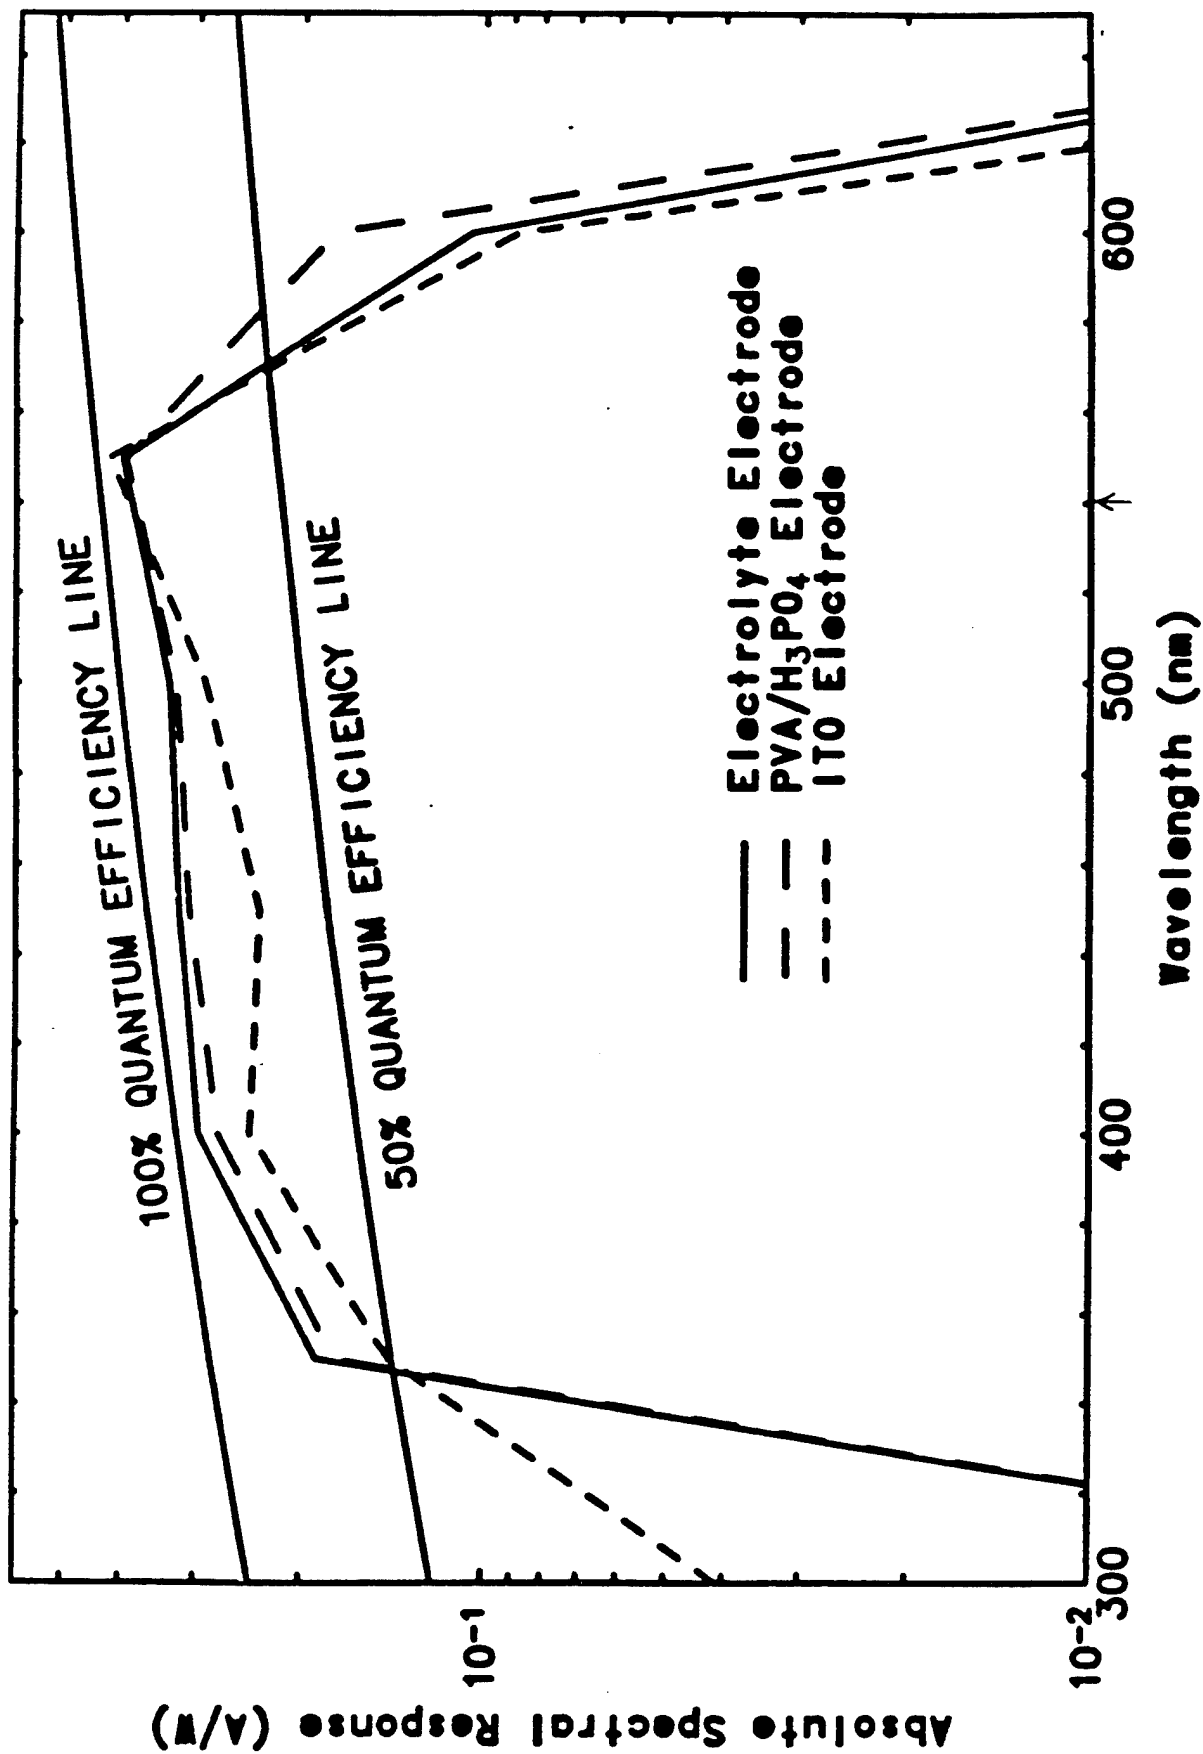 100% QUANTUM EFFICIENCY LINE
50% QUANTUM EFFICIENCY LINE
Electrolyte Electrode
PVA/H₃PO₄ Electrode
ITO Electrode
10⁻¹
10⁻²
300
400
500
600
Wavelength (nm)
Absolute Spectral Response (A/W)